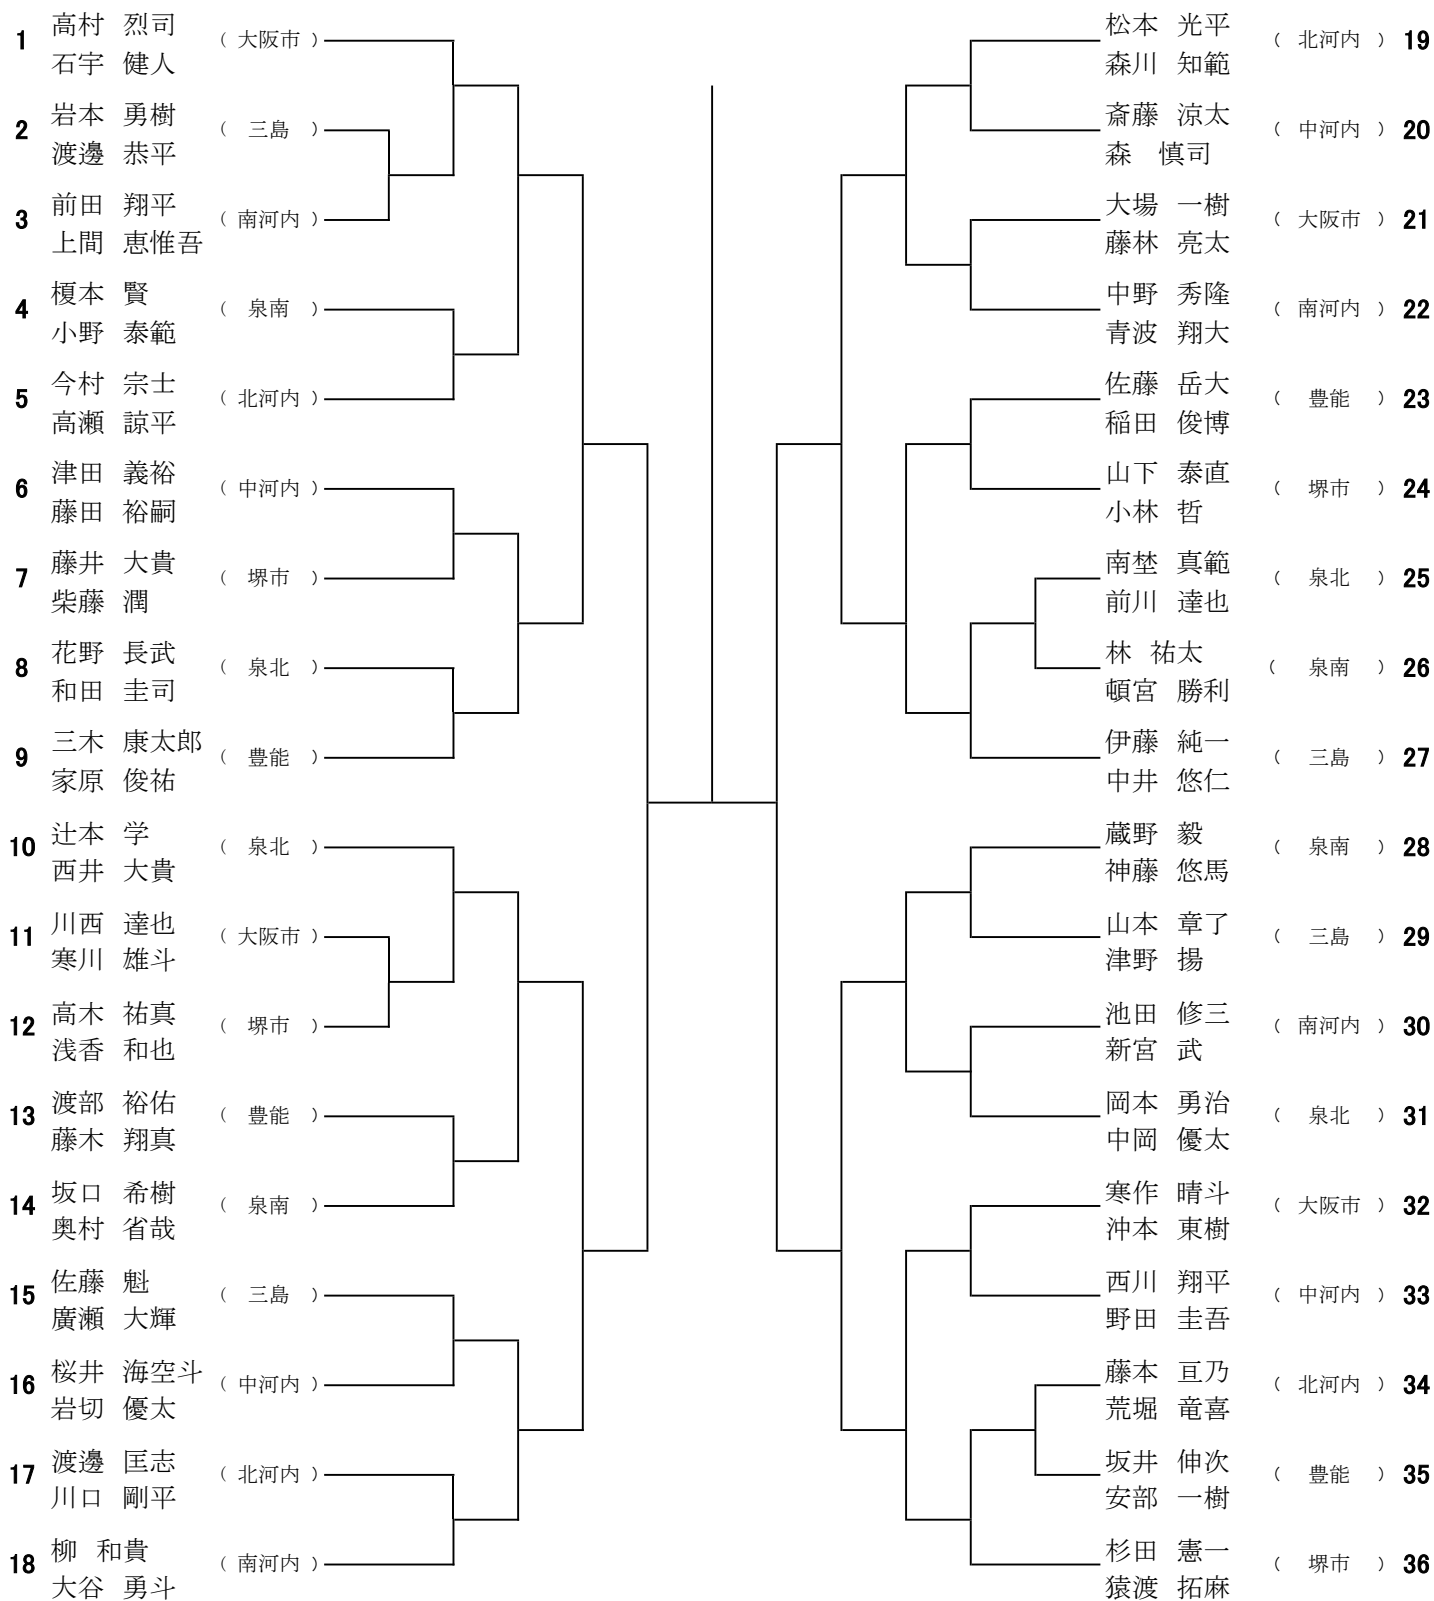 高村 烈司
1 ( 大阪市 )
石宇 健人
岩本 勇樹
2 ( 三島 )
渡邊 恭平
前田 翔平
3 ( 南河内 )
上間 恵惟吾
榎本 賢
4 ( 泉南 )
小野 泰範
今村 宗士
5 ( 北河内 )
高瀬 諒平
津田 義裕
6 ( 中河内 )
藤田 裕嗣
藤井 大貴
7 ( 堺市 )
柴藤 潤
花野 長武
8 ( 泉北 )
和田 圭司
三木 康太郎
9 ( 豊能 )
家原 俊祐
辻本 学
10 ( 泉北 )
西井 大貴
川西 達也
11 ( 大阪市 )
寒川 雄斗
高木 祐真
12 ( 堺市 )
浅香 和也
渡部 裕佑
13 ( 豊能 )
藤木 翔真
坂口 希樹
14 ( 泉南 )
奥村 省哉
佐藤 魁
15 ( 三島 )
廣瀬 大輝
桜井 海空斗
16 ( 中河内 )
岩切 優太
渡邊 匡志
17 ( 北河内 )
川口 剛平
柳 和貴
18 ( 南河内 )
大谷 勇斗
松本 光平
( 北河内 ) 19
森川 知範
斎藤 涼太
( 中河内 ) 20
森 慎司
大場 一樹
( 大阪市 ) 21
藤林 亮太
中野 秀隆
( 南河内 ) 22
青波 翔大
佐藤 岳大
( 豊能 ) 23
稲田 俊博
山下 泰直
( 堺市 ) 24
小林 哲
南埜 真範
( 泉北 ) 25
前川 達也
林 祐太
( 泉南 ) 26
頓宮 勝利
伊藤 純一
( 三島 ) 27
中井 悠仁
蔵野 毅
( 泉南 ) 28
神藤 悠馬
山本 章了
( 三島 ) 29
津野 揚
池田 修三
( 南河内 ) 30
新宮 武
岡本 勇治
( 泉北 ) 31
中岡 優太
寒作 晴斗
( 大阪市 ) 32
沖本 東樹
西川 翔平
( 中河内 ) 33
野田 圭吾
藤本 亘乃
( 北河内 ) 34
荒堀 竜喜
坂井 伸次
( 豊能 ) 35
安部 一樹
杉田 憲一
( 堺市 ) 36
猿渡 拓麻